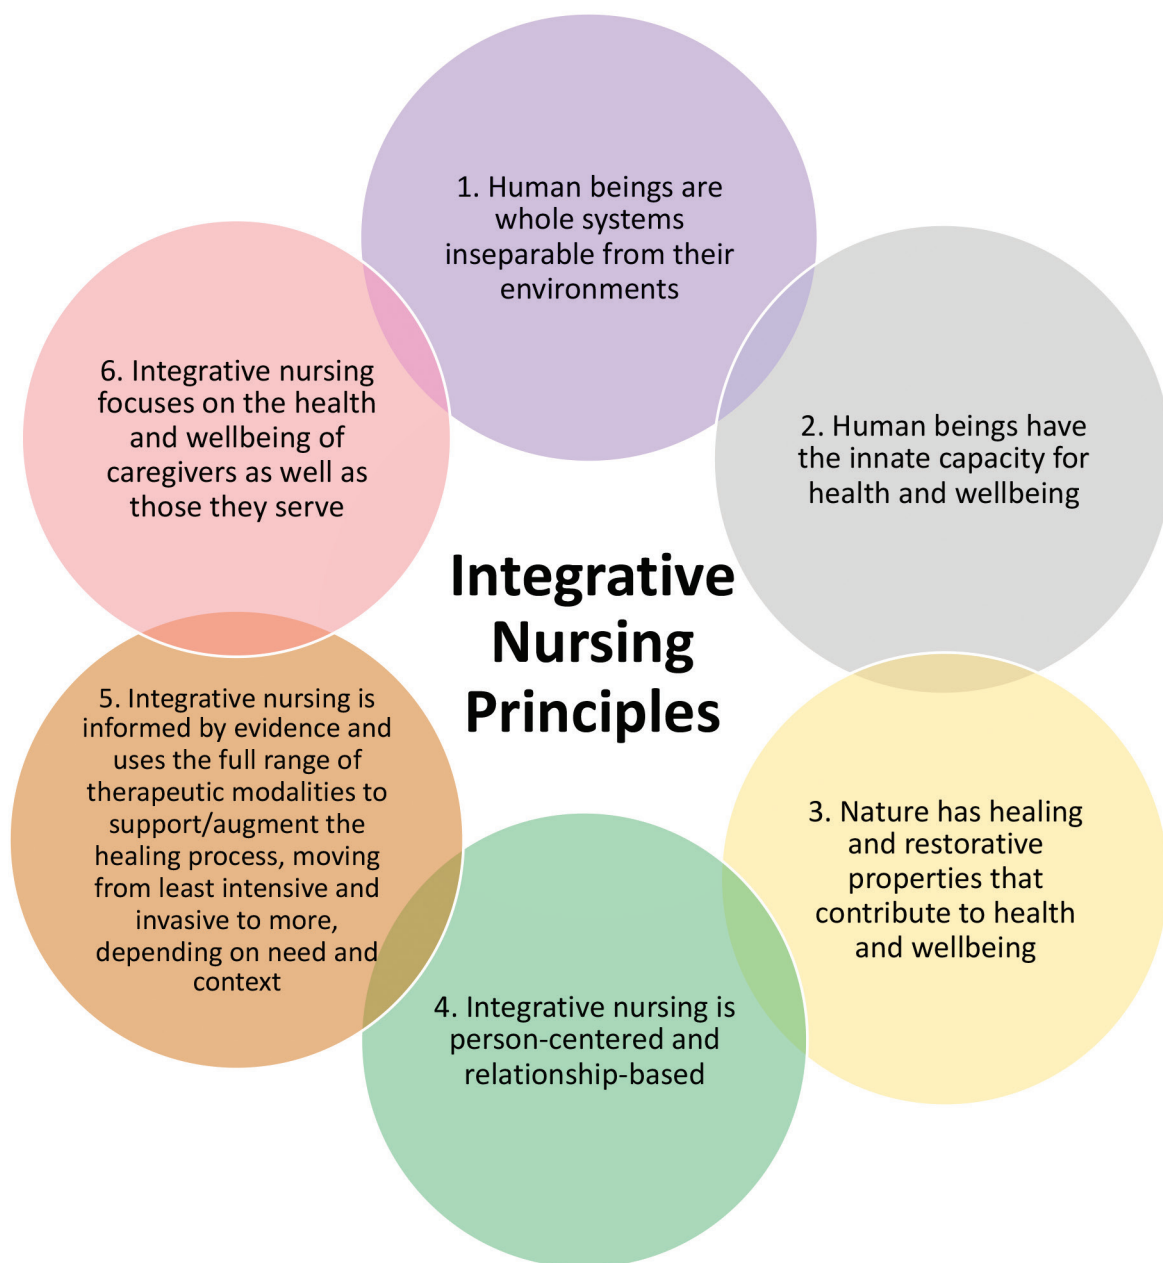 1. Human beings are
whole systems
inseparable from their
environments
2. Human beings have
the innate capacity for
health and wellbeing
3. Nature has healing
and restorative
properties that
contribute to health
and wellbeing
4. Integrative nursing is
person-centered and
relationship-based
5. Integrative nursing is
informed by evidence and
uses the full range of
therapeutic modalities to
support/augment the
healing process, moving
from least intensive and
invasive to more,
depending on need and
context
6. Integrative nursing
focuses on the health
and wellbeing of
caregivers as well as
those they serve
Integrative
Nursing
Principles